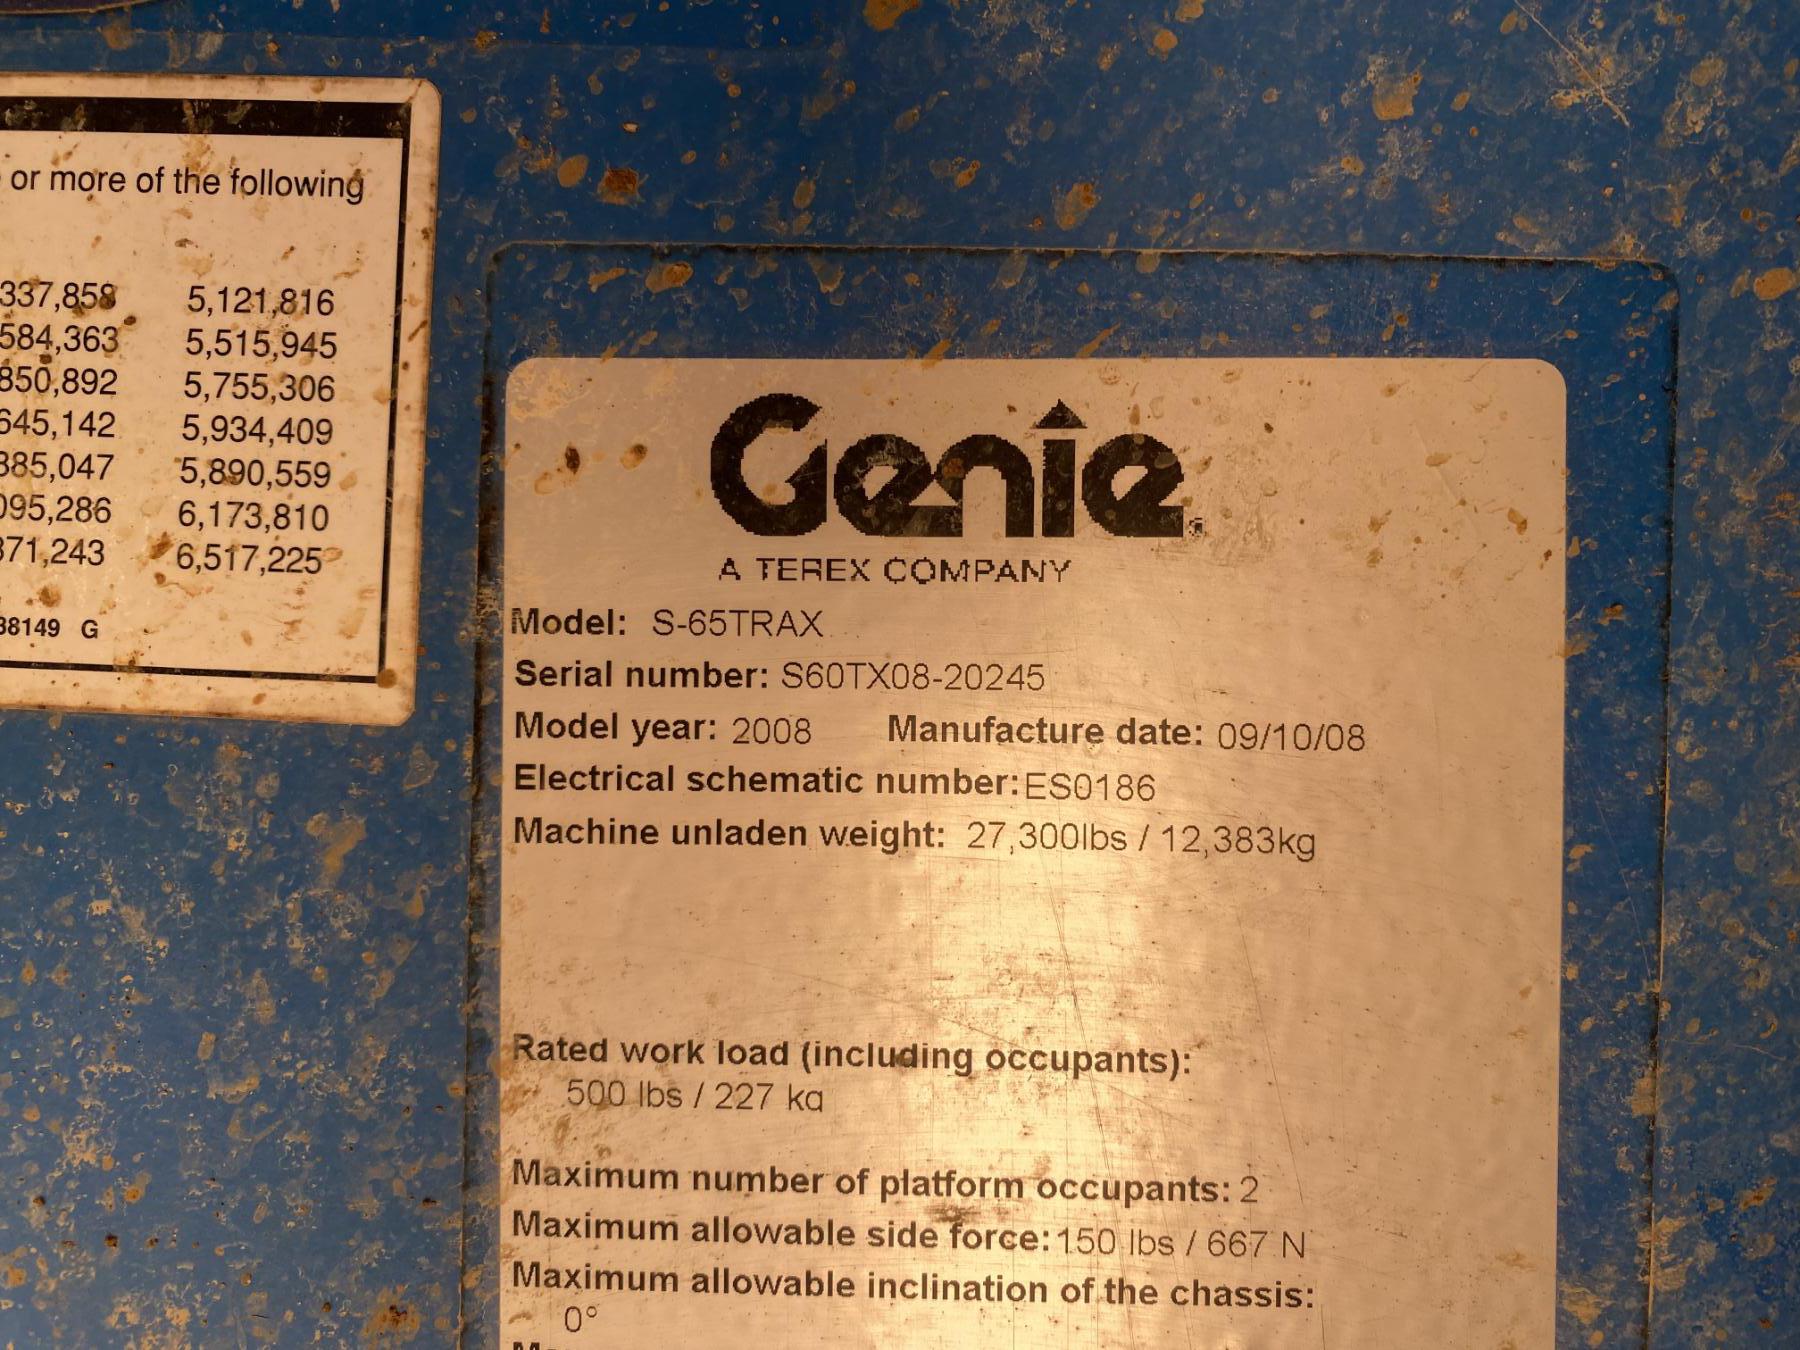 or more of the following
337,858 5,121,816
584,363 5,515,945
850,892 5,755,306
645,142 5,934,409
885,047 5,890,559
095,286 6,173,810
371,243 6,517,225
38149 G
Genie
A TEREX COMPANY
Model: S-65TRAX
Serial number: S60TX08-20245
Model year: 2008 Manufacture date: 09/10/08
Electrical schematic number: ES0186
Machine unladen weight: 27,300lbs / 12,383kg
Rated work load (including occupants):
500 lbs / 227 kg
Maximum number of platform occupants: 2
Maximum allowable side force: 150 lbs / 667 N
Maximum allowable inclination of the chassis:
0°